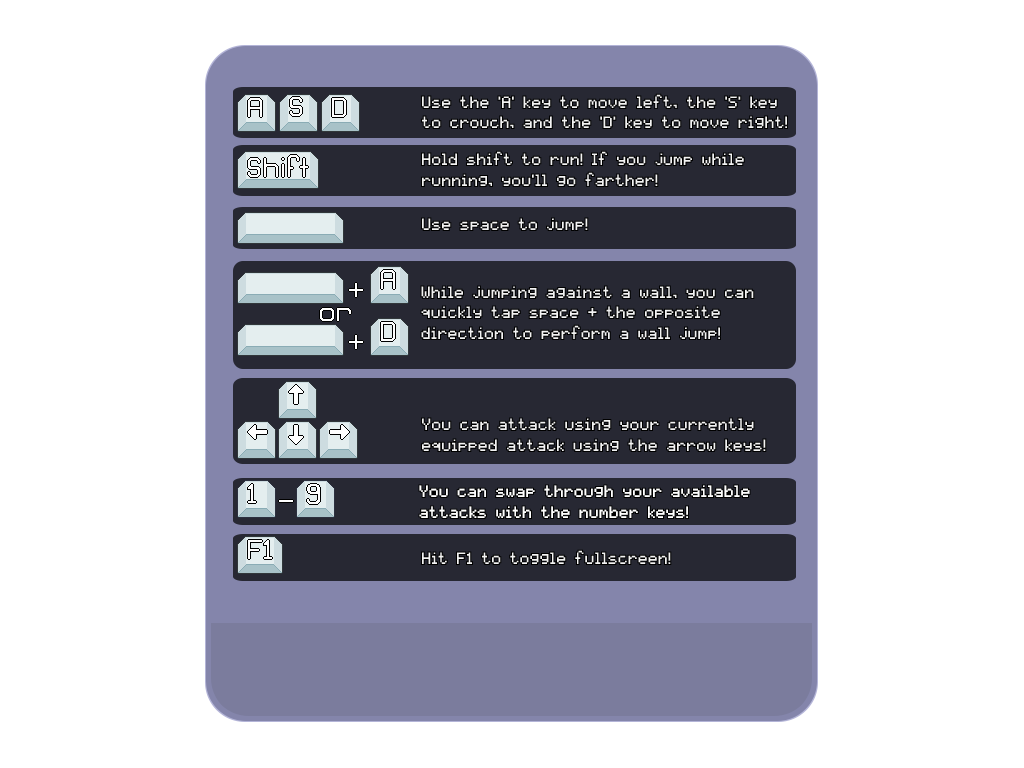 A S D
Use the 'A' key to move left, the 'S' key
to crouch, and the 'D' key to move right!
Shift
Hold shift to run! If you jump while
running, you'll go farther!
Use space to jump!
+ A
or
+ D
While jumping against a wall, you can
quickly tap space + the opposite
direction to perform a wall jump!
↑
← ↓ →
You can attack using your currently
equipped attack using the arrow keys!
1 - 9
You can swap through your available
attacks with the number keys!
F1
Hit F1 to toggle fullscreen!